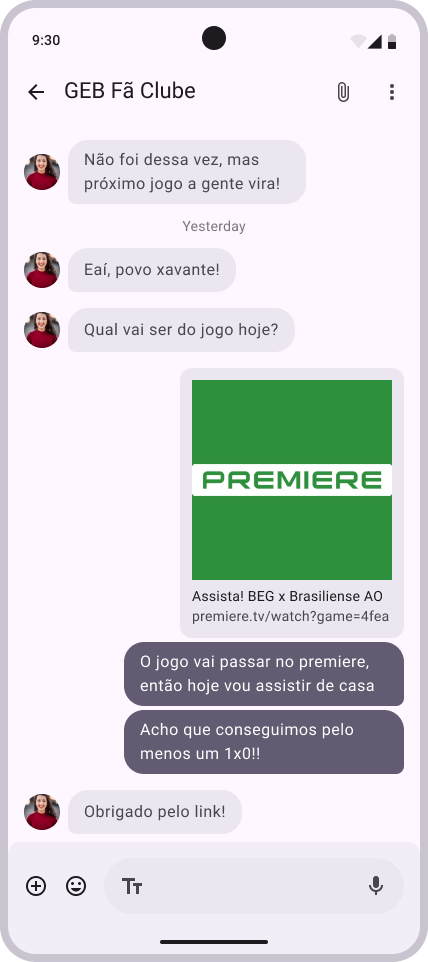 9:30
GEB Fã Clube
Não foi dessa vez, mas
próximo jogo a gente vira!
Yesterday
Eaí, povo xavante!
Qual vai ser do jogo hoje?
PREMIERE
Assista! BEG x Brasiliense AO
premiere.tv/watch?game=4fea
O jogo vai passar no premiere,
então hoje vou assistir de casa
Acho que conseguimos pelo
menos um 1x0!!
Obrigado pelo link!
Tт